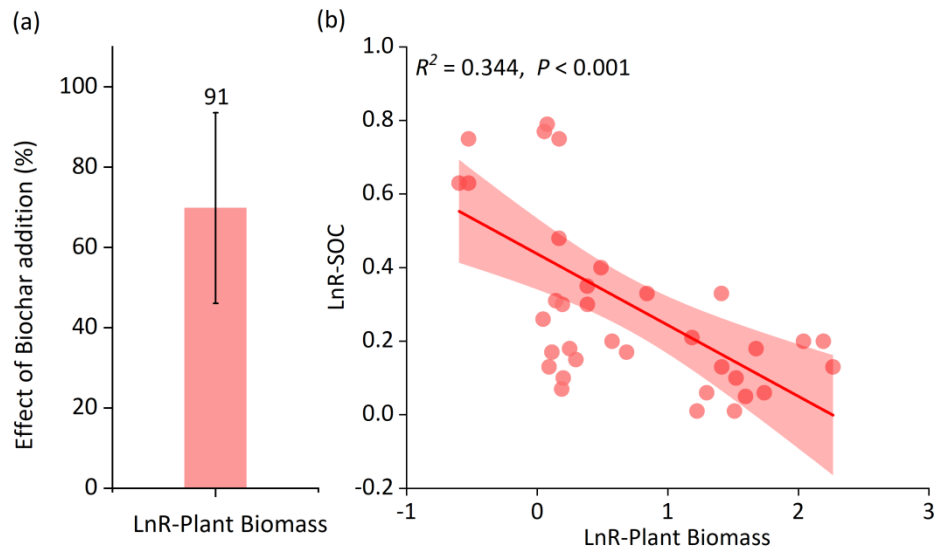 (a)
Effect of Biochar addition (%)
100
80
60
40
20
0
91
LnR-Plant Biomass
(b)
R² = 0.344, P < 0.001
LnR-SOC
1.0
0.8
0.6
0.4
0.2
0.0
-0.2
-1
0
1
2
3
LnR-Plant Biomass